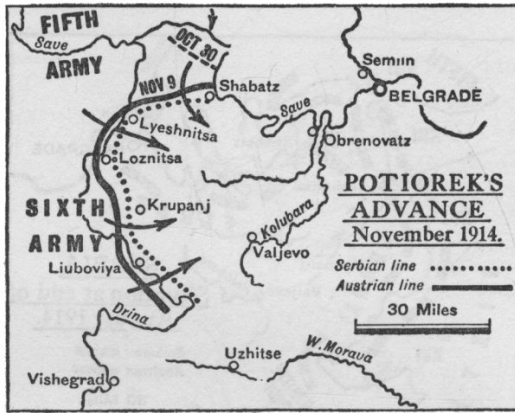 FIFTH
Save
ARMY
OCT 30
NOV 9
Shabatz
Semlin
BELGRADE
Save
Lyeshnitsa
Obrenovatz
Loznitsa
POTIOREK'S
ADVANCE
November 1914.
SIXTH
Krupanj
ARMY
Kolubara
Valjevo
Liuboviya
Serbian line
Austrian line
30 Miles
Drina
Uzhitse
W. Morava
Vishegrad